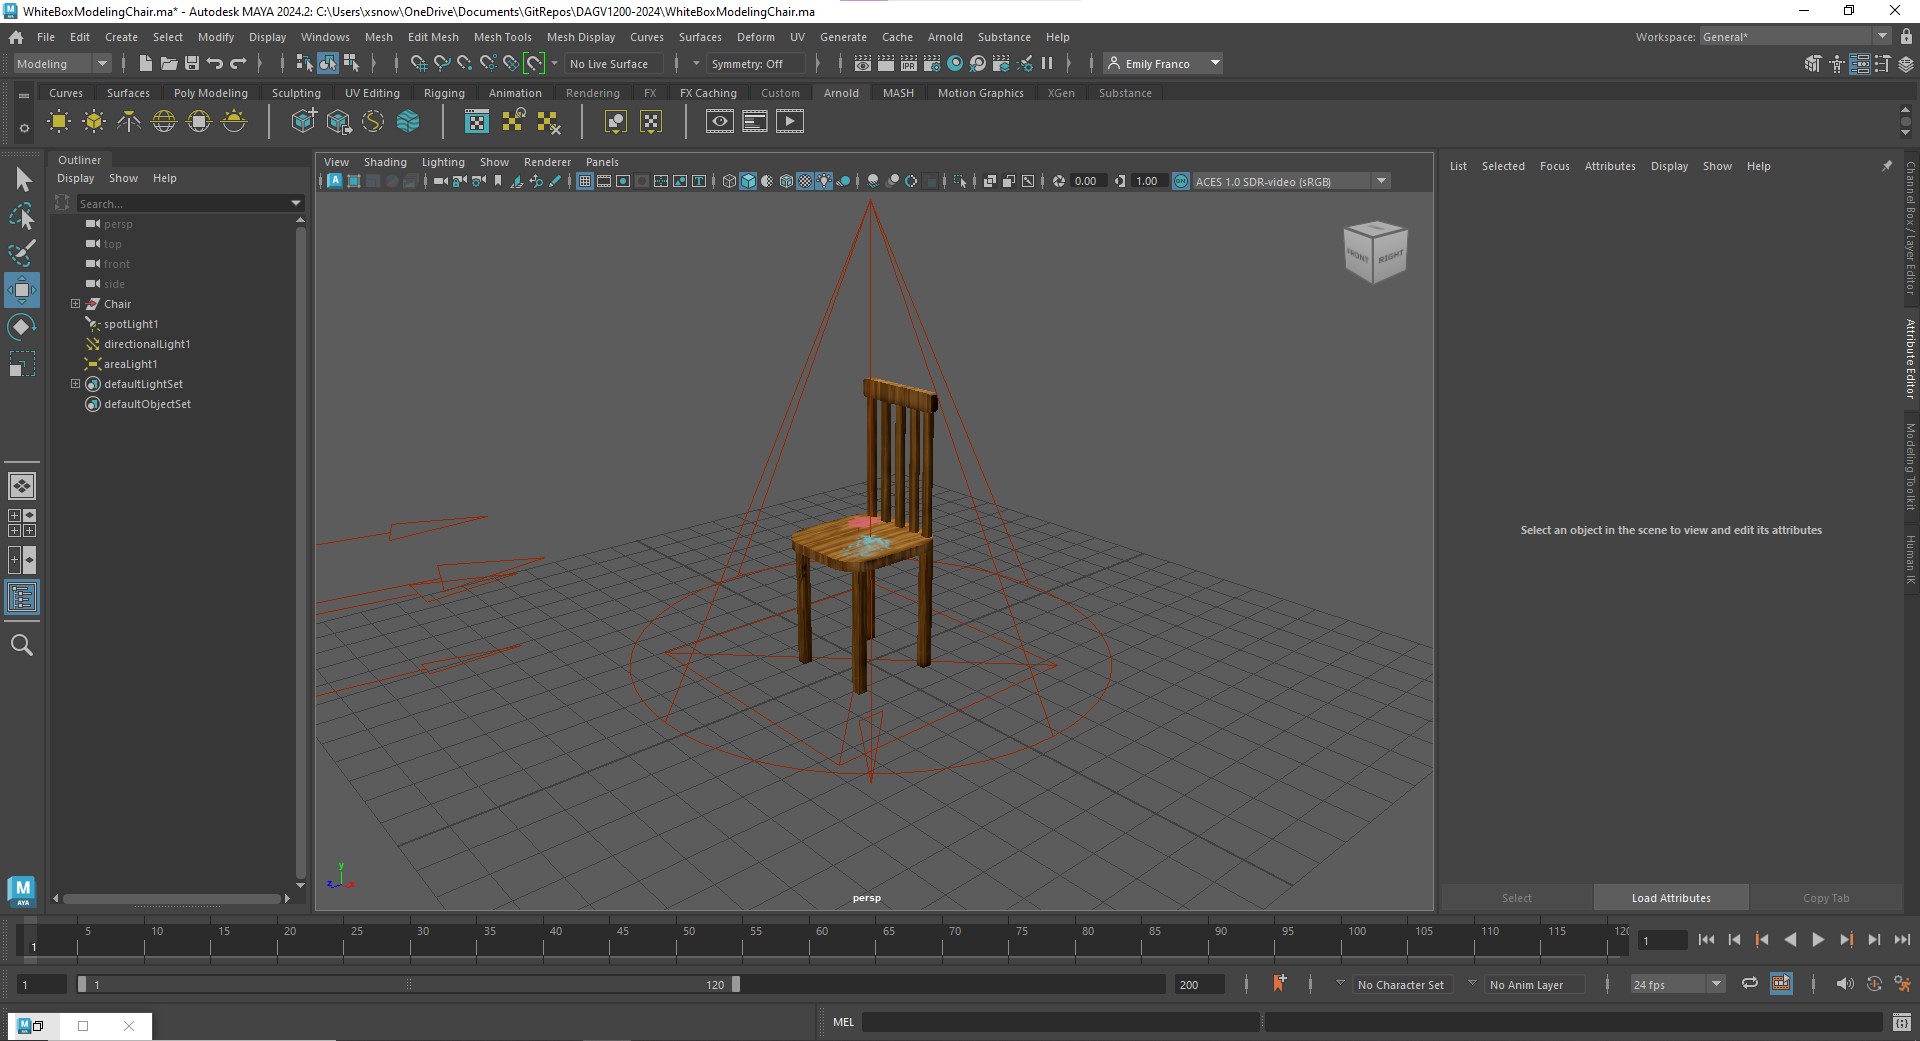 WhiteBoxModelingChair.ma* - Autodesk MAYA 2024.2: C:\Users\xsnow\OneDrive\Documents\GitRepos\DAGV1200-2024\WhiteBoxModelingChair.ma
File Edit Create Select Modify Display Windows Mesh Edit Mesh Mesh Tools Mesh Display Curves Surfaces Deform UV Generate Cache Arnold Substance Help
Workspace: General*
Modeling
No Live Surface
Symmetry: Off
IPR
Emily Franco
Curves Surfaces Poly Modeling Sculpting UV Editing Rigging Animation Rendering FX FX Caching Custom Arnold MASH Motion Graphics XGen Substance
Outliner
Display Show Help
Search...
persp
top
front
side
Chair
spotLight1
directionalLight1
areaLight1
defaultLightSet
defaultObjectSet
View Shading Lighting Show Renderer Panels
0.00
1.00
ON
ACES 1.0 SDR-video (sRGB)
FRONT
RIGHT
y
z
x
persp
List Selected Focus Attributes Display Show Help
Select an object in the scene to view and edit its attributes
Select
Load Attributes
Copy Tab
Channel Box / Layer Editor
Attribute Editor
Modeling Toolkit
Human IK
M
AYA
5 10 15 20 25 30 35 40 45 50 55 60 65 70 75 80 85 90 95 100 105 110 115 120
1
1
1
1
120
200
No Character Set
No Anim Layer
24 fps
MEL